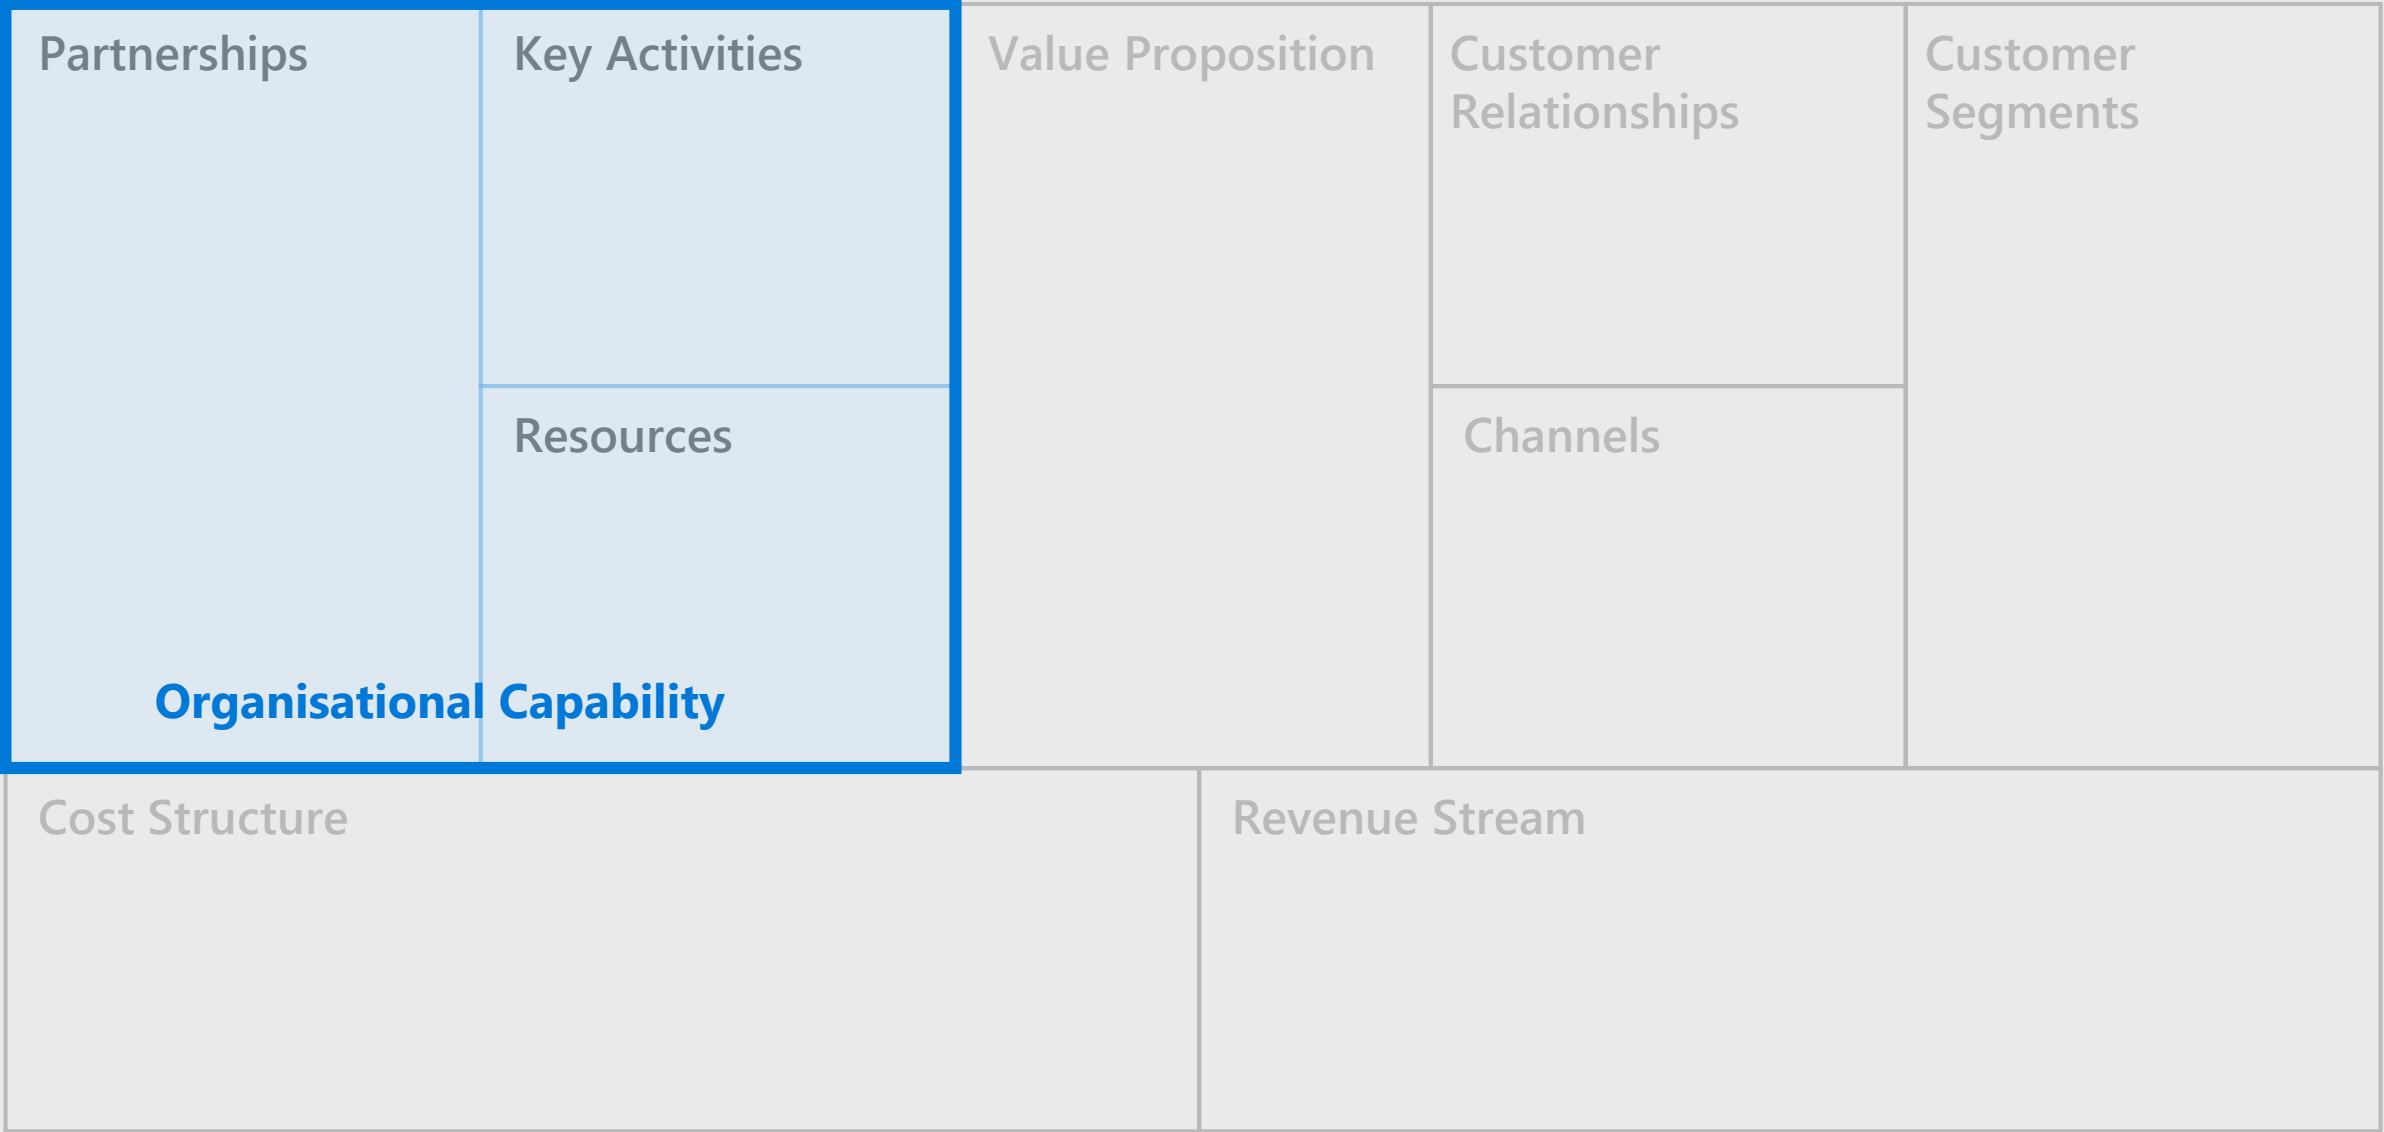 Partnerships
Key Activities
Value Proposition
Customer
Relationships
Customer
Segments
Resources
Channels
Organisational Capability
Cost Structure
Revenue Stream